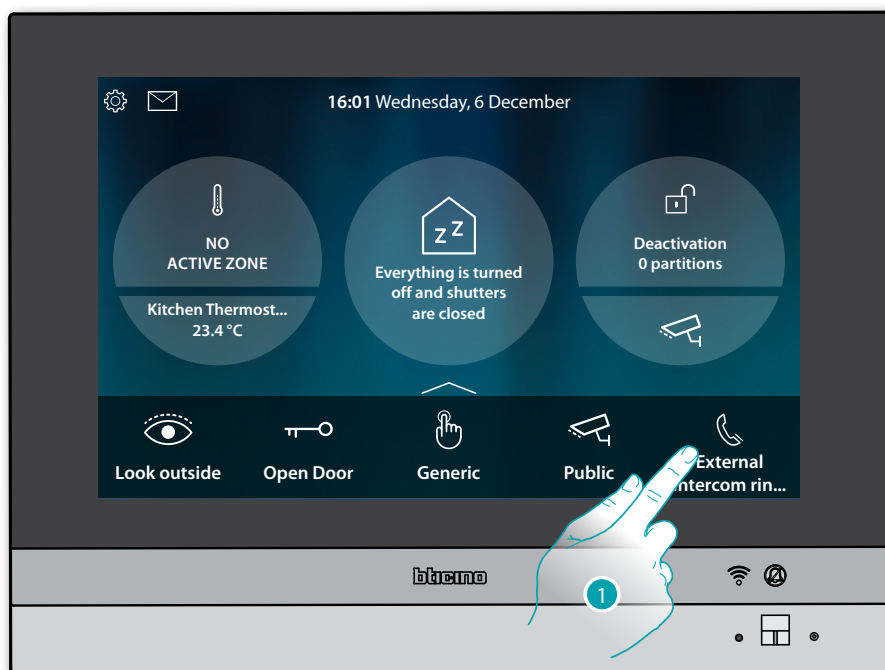 16:01 Wednesday, 6 December
NO
ACTIVE ZONE
Kitchen Thermost...
23.4 °C
zz
Everything is turned
off and shutters
are closed
Deactivation
0 partitions
Look outside
Open Door
Generic
Public
External
ntercom rin...
bticino
1